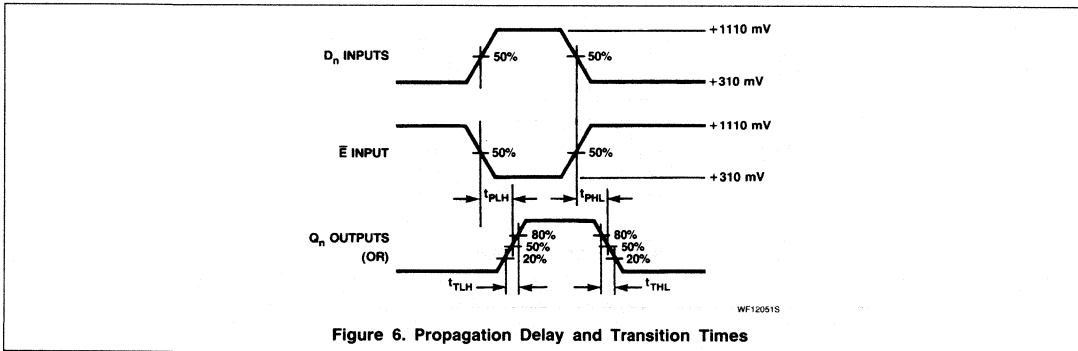 +1110 mV
Dn INPUTS
50%
50%
+310 mV
+1110 mV
E̅ INPUT
50%
50%
+310 mV
tPLH
tPHL
Qn OUTPUTS
(OR)
80%
50%
20%
80%
50%
20%
tTLH
tTHL
WF12051S
Figure 6. Propagation Delay and Transition Times